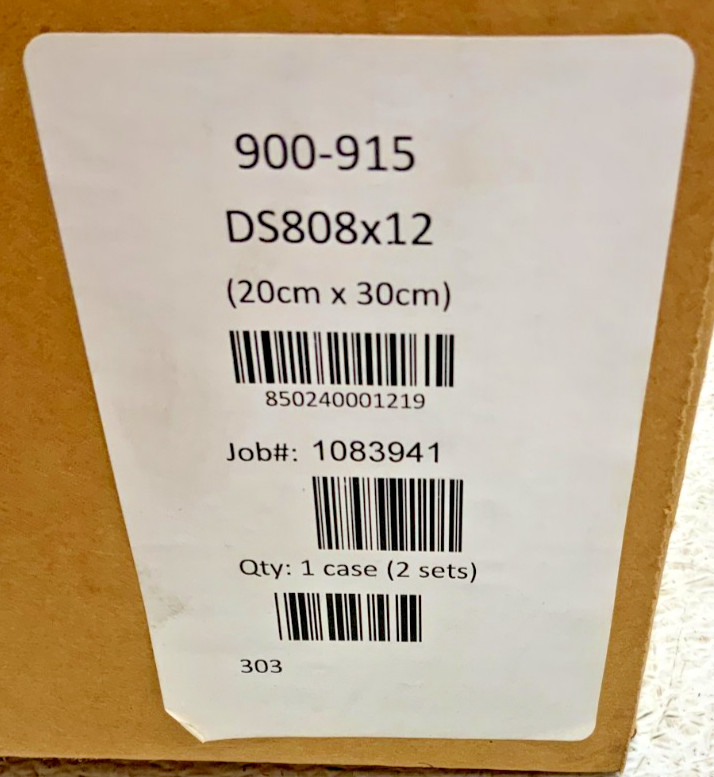 900-915
DS808x12
(20cm x 30cm)
850240001219
Job#: 1083941
Qty: 1 case (2 sets)
303